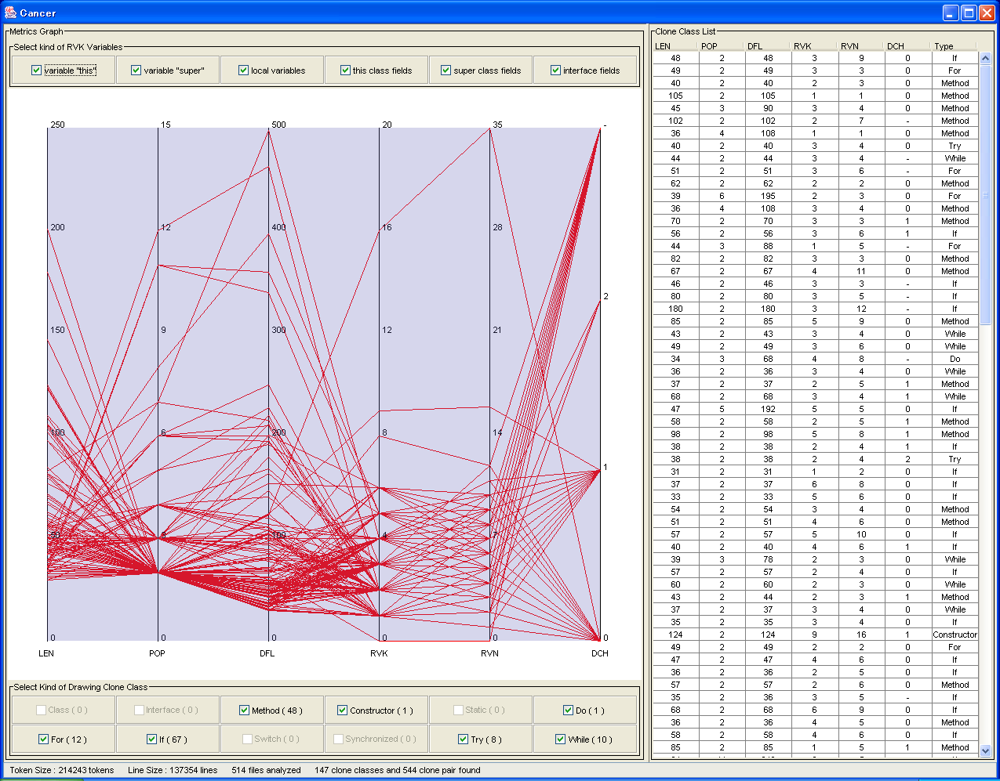 Cancer
Metrics Graph
Select kind of RVK Variables
variable "this" variable "super" local variables this class fields super class fields interface fields
250 15 500 20 35 -
200 12 400 16 28
2
150 9 300 12 21
100 6 200 8 14
1
50 3 100 4 7
0 0 0 0 0 0
LEN POP DFL RVK RVN DCH
Select Kind of Drawing Clone Class
Class ( 0 ) Interface ( 0 ) Method ( 48 ) Constructor ( 1 ) Static ( 0 ) Do ( 1 )
For ( 12 ) If ( 67 ) Switch ( 0 ) Synchronized ( 0 ) Try ( 8 ) While ( 10 )
Clone Class List
LEN POP DFL RVK RVN DCH Type
48 2 48 3 9 0 If
49 2 49 3 3 0 For
40 2 40 2 3 0 Method
105 2 105 1 1 0 Method
45 3 90 3 4 0 Method
102 2 102 2 7 - Method
36 4 108 1 1 0 Method
40 2 40 3 4 0 Try
44 2 44 3 4 - While
51 2 51 3 6 - For
62 2 62 2 2 0 Method
39 6 195 2 3 0 For
36 4 108 3 4 0 Method
70 2 70 3 3 1 Method
56 2 56 3 6 1 If
44 3 88 1 5 - For
82 2 82 3 3 0 Method
67 2 67 4 11 0 Method
46 2 46 3 3 - If
80 2 80 3 5 - If
180 2 180 3 12 - If
85 2 85 5 9 0 Method
43 2 43 3 4 0 While
49 2 49 3 6 0 While
34 3 68 4 8 - Do
36 2 36 3 4 0 While
37 2 37 2 5 1 Method
68 2 68 3 4 1 While
47 5 192 5 5 0 If
58 2 58 2 5 1 Method
98 2 98 5 8 1 Method
38 2 38 2 4 1 If
38 2 38 2 4 2 Try
31 2 31 1 2 0 If
37 2 37 6 8 0 If
33 2 33 5 6 0 If
54 2 54 3 4 0 Method
51 2 51 4 6 0 Method
57 2 57 5 10 0 If
40 2 40 4 6 1 If
39 3 78 2 3 0 While
57 2 57 2 4 0 If
60 2 60 2 3 0 While
43 2 44 2 3 1 Method
37 2 37 3 4 0 While
35 2 35 3 4 0 If
124 2 124 9 16 1 Constructor
49 2 49 2 2 0 For
47 2 47 4 6 0 If
36 2 36 2 5 0 If
57 2 57 2 6 0 Method
35 2 36 3 5 - If
68 2 68 6 9 0 If
36 2 36 4 5 0 Method
58 2 58 4 6 0 If
85 2 85 1 5 1 Method
Token Size : 214243 tokens Line Size : 137354 lines 514 files analyzed 147 clone classes and 544 clone pair found